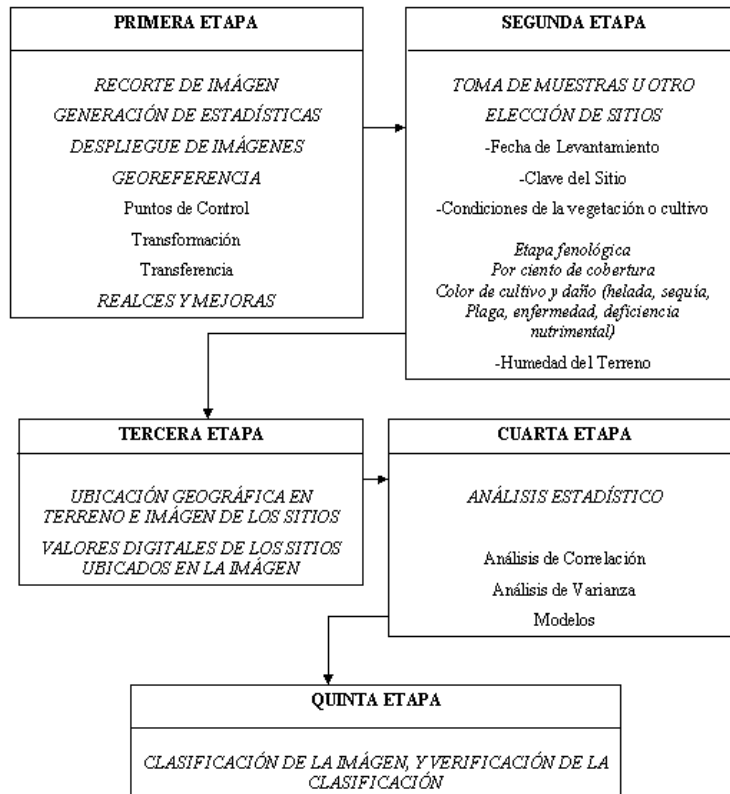 PRIMERA ETAPA
RECORTE DE IMÁGEN
GENERACIÓN DE ESTADÍSTICAS
DESPLIEGUE DE IMÁGENES
GEOREFERENCIA
Puntos de Control
Transformación
Transferencia
REALCES Y MEJORAS
SEGUNDA ETAPA
TOMA DE MUESTRAS U OTRO
ELECCIÓN DE SITIOS
-Fecha de Levantamiento
-Clave del Sitio
-Condiciones de la vegetación o cultivo
Etapa fenológica
Por ciento de cobertura
Color de cultivo y daño (helada, sequía,
Plaga, enfermedad, deficiencia
nutrimental)
-Humedad del Terreno
TERCERA ETAPA
UBICACIÓN GEOGRÁFICA EN
TERRENO E IMÁGEN DE LOS SITIOS
VALORES DIGITALES DE LOS SITIOS
UBICADOS EN LA IMÁGEN
CUARTA ETAPA
ANÁLISIS ESTADÍSTICO
Análisis de Correlación
Análisis de Varianza
Modelos
QUINTA ETAPA
CLASIFICACIÓN DE LA IMÁGEN, Y VERIFICACIÓN DE LA
CLASIFICACIÓN